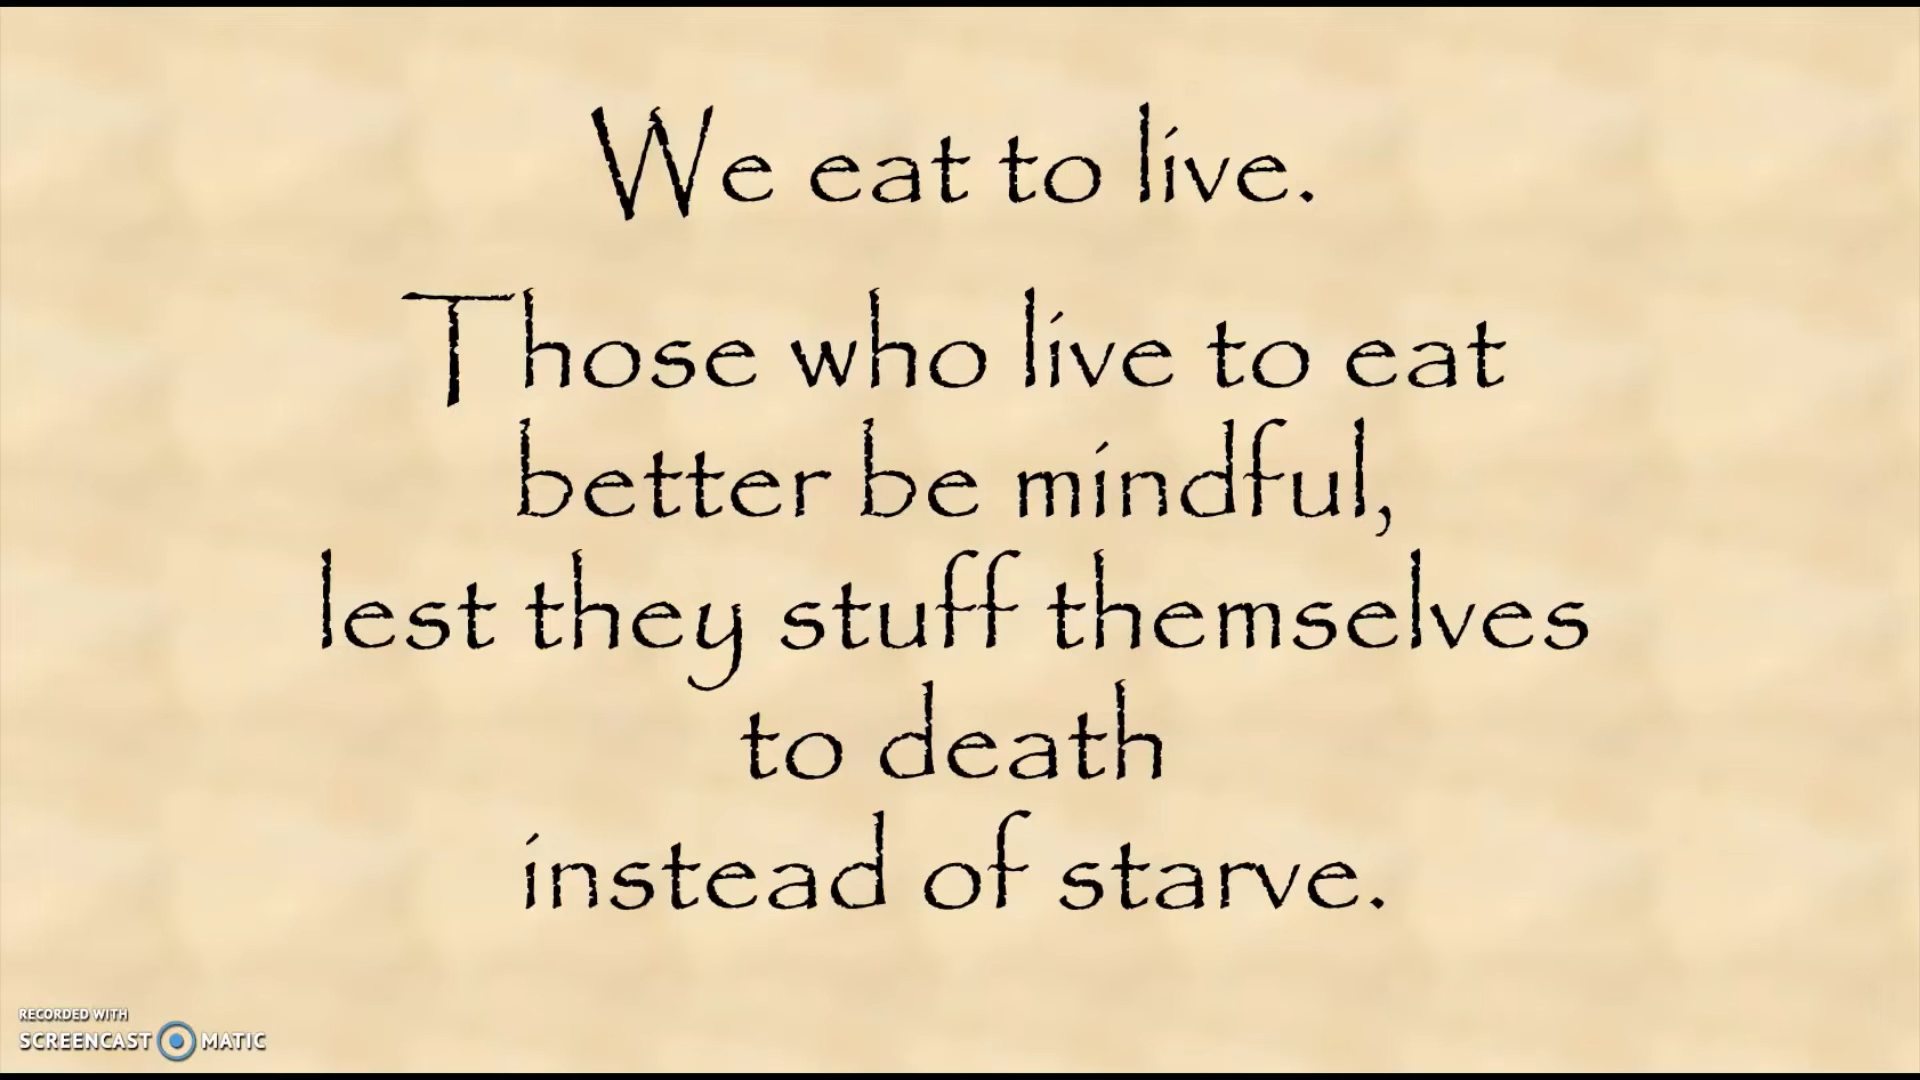 We eat to live.
Those who live to eat
better be mindful,
lest they stuff themselves
to death
instead of starve.
RECORDED WITH
SCREENCAST MATIC